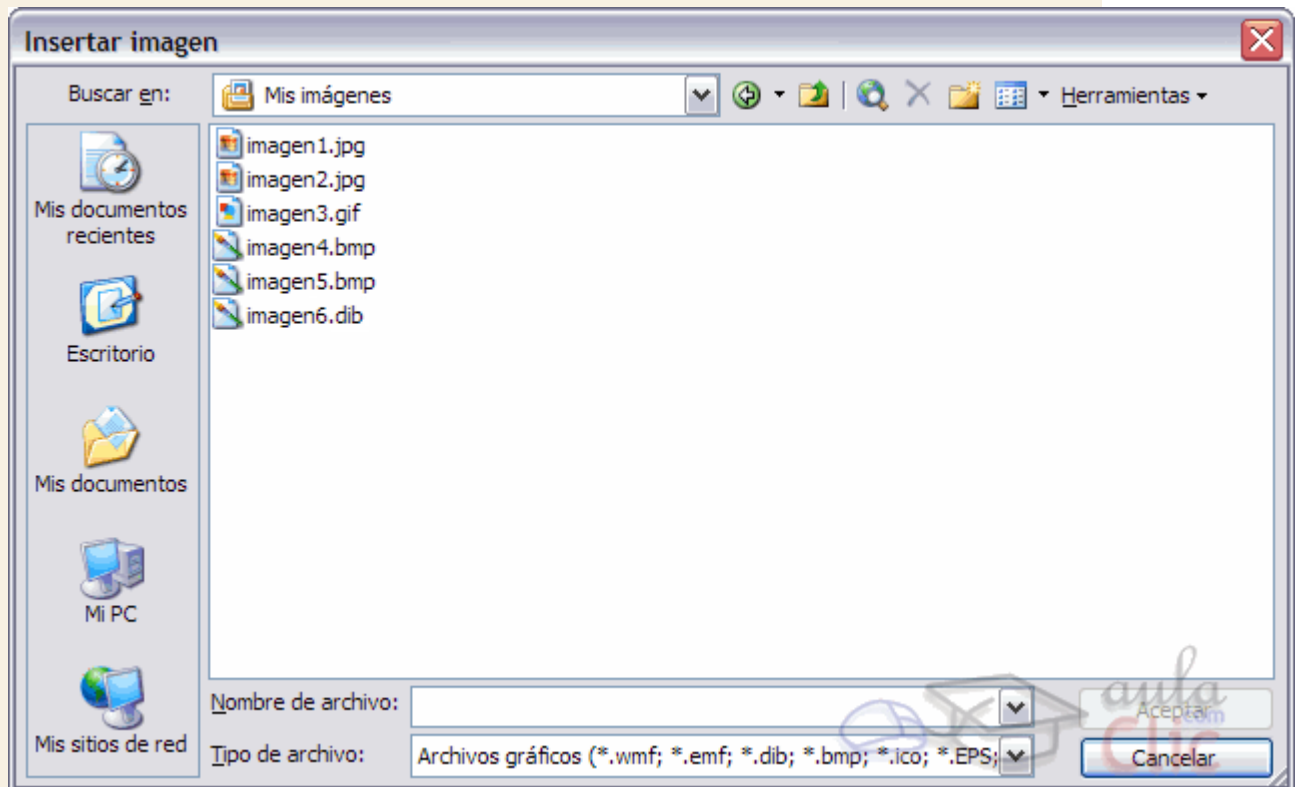 Insertar imagen
Buscar en:
Mis imágenes
Herramientas
imagen1.jpg
imagen2.jpg
imagen3.gif
imagen4.bmp
imagen5.bmp
imagen6.dib
Mis documentos
recientes
Escritorio
Mis documentos
Mi PC
Mis sitios de red
Nombre de archivo:
Aceptar
Tipo de archivo:
Archivos gráficos (*.wmf; *.emf; *.dib; *.bmp; *.ico; *.EPS;
Cancelar
aula
Clic
.com